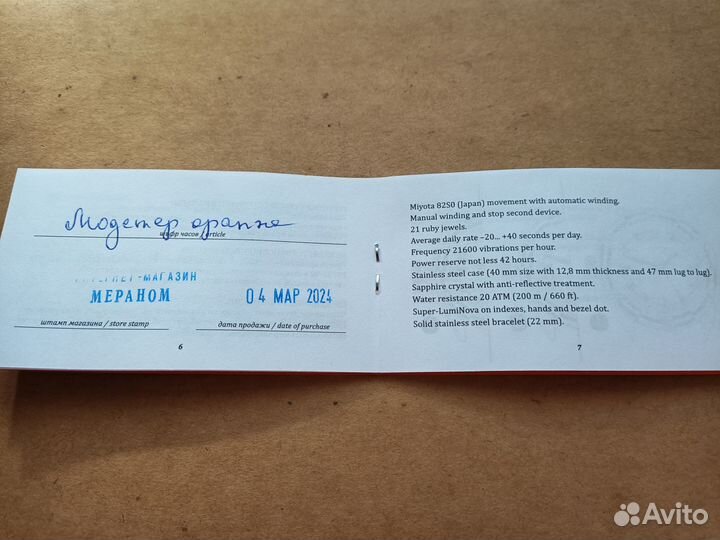 Модстер оранж
шифр часов / article
ИНТЕРНЕТ-МАГАЗИН
МЕРАНОМ
04 МАР 2024
штамп магазина / store stamp
дата продажи / date of purchase
6
Miyota 82S0 (Japan) movement with automatic winding.
Manual winding and stop second device.
21 ruby jewels.
Average daily rate –20... +40 seconds per day.
Frequency 21600 vibrations per hour.
Power reserve not less 42 hours.
Stainless steel case (40 mm size with 12,8 mm thickness and 47 mm lug to lug).
Sapphire crystal with anti-reflective treatment.
Water resistance 20 ATM (200 m / 660 ft).
Super-LumiNova on indexes, hands and bezel dot.
Solid stainless steel bracelet (22 mm).
7
Avito